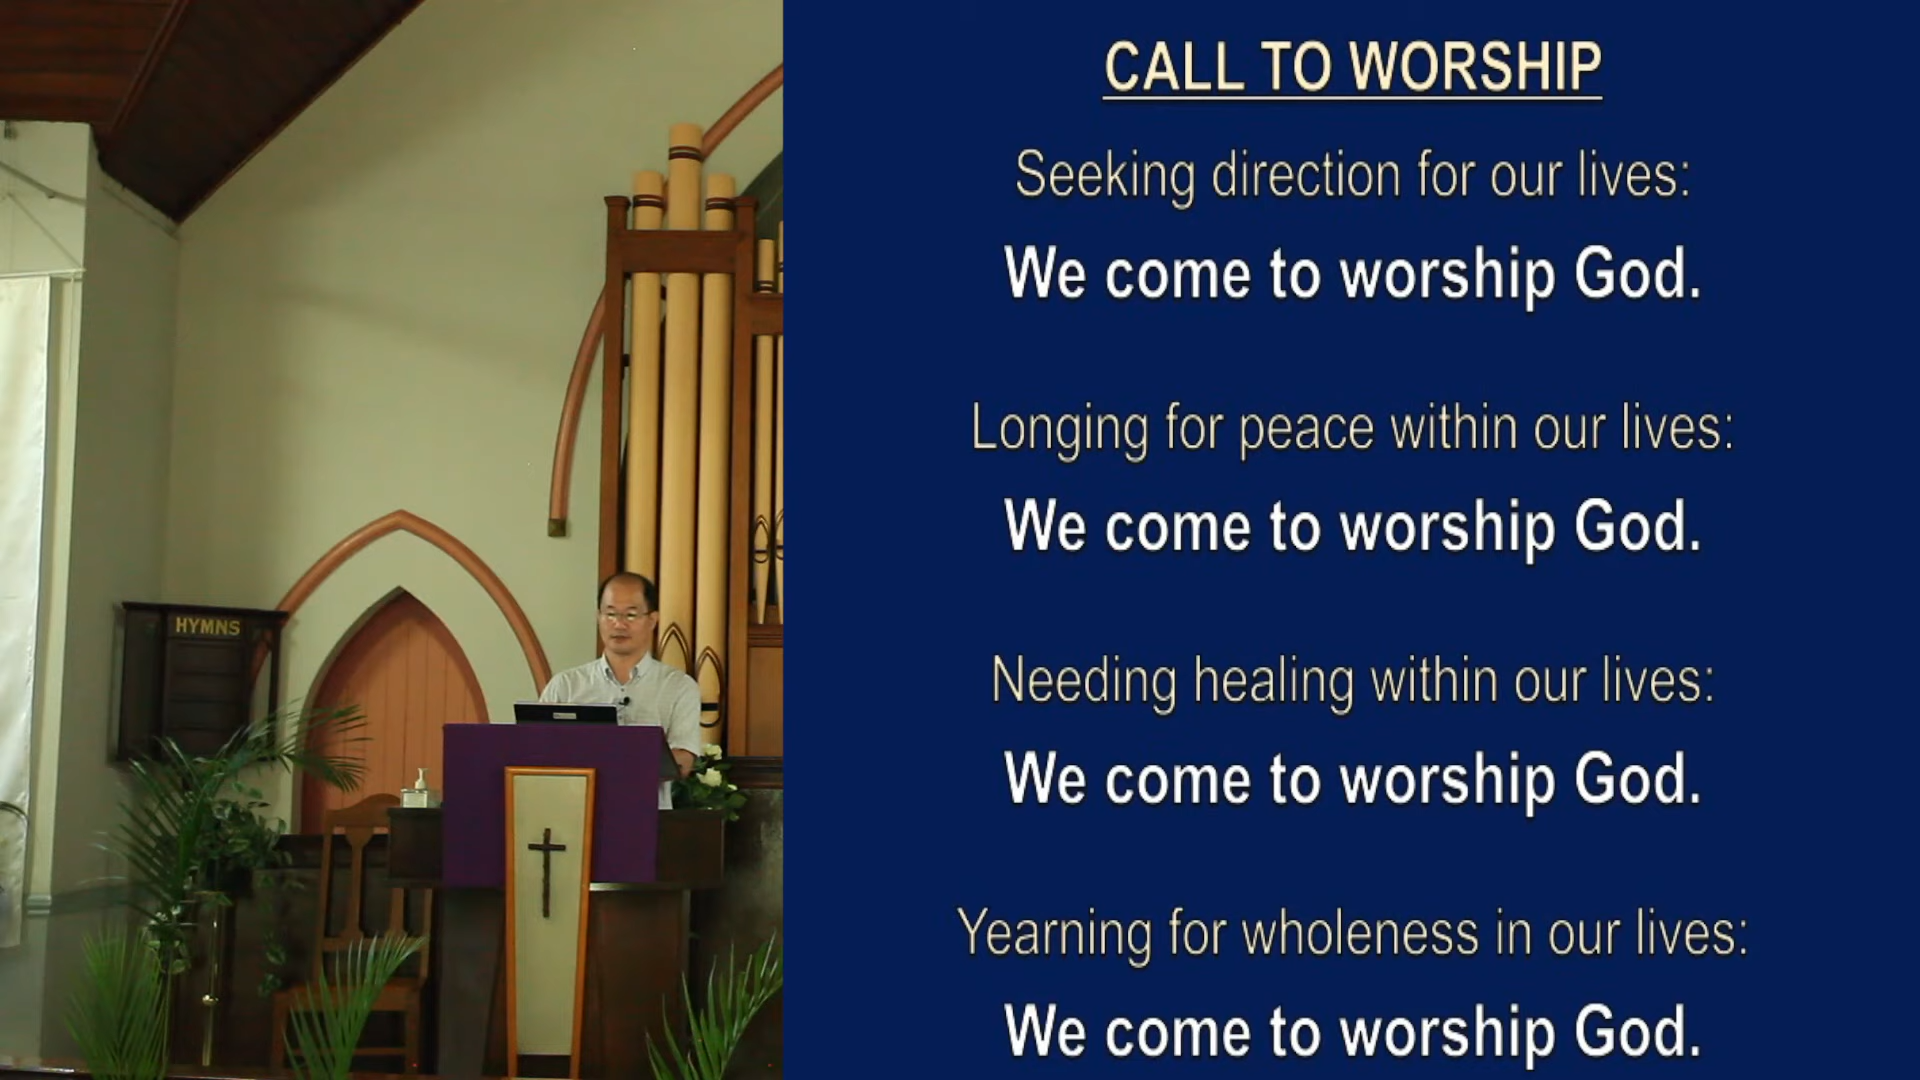 HYMNS
CALL TO WORSHIP
Seeking direction for our lives:
We come to worship God.
Longing for peace within our lives:
We come to worship God.
Needing healing within our lives:
We come to worship God.
Yearning for wholeness in our lives:
We come to worship God.